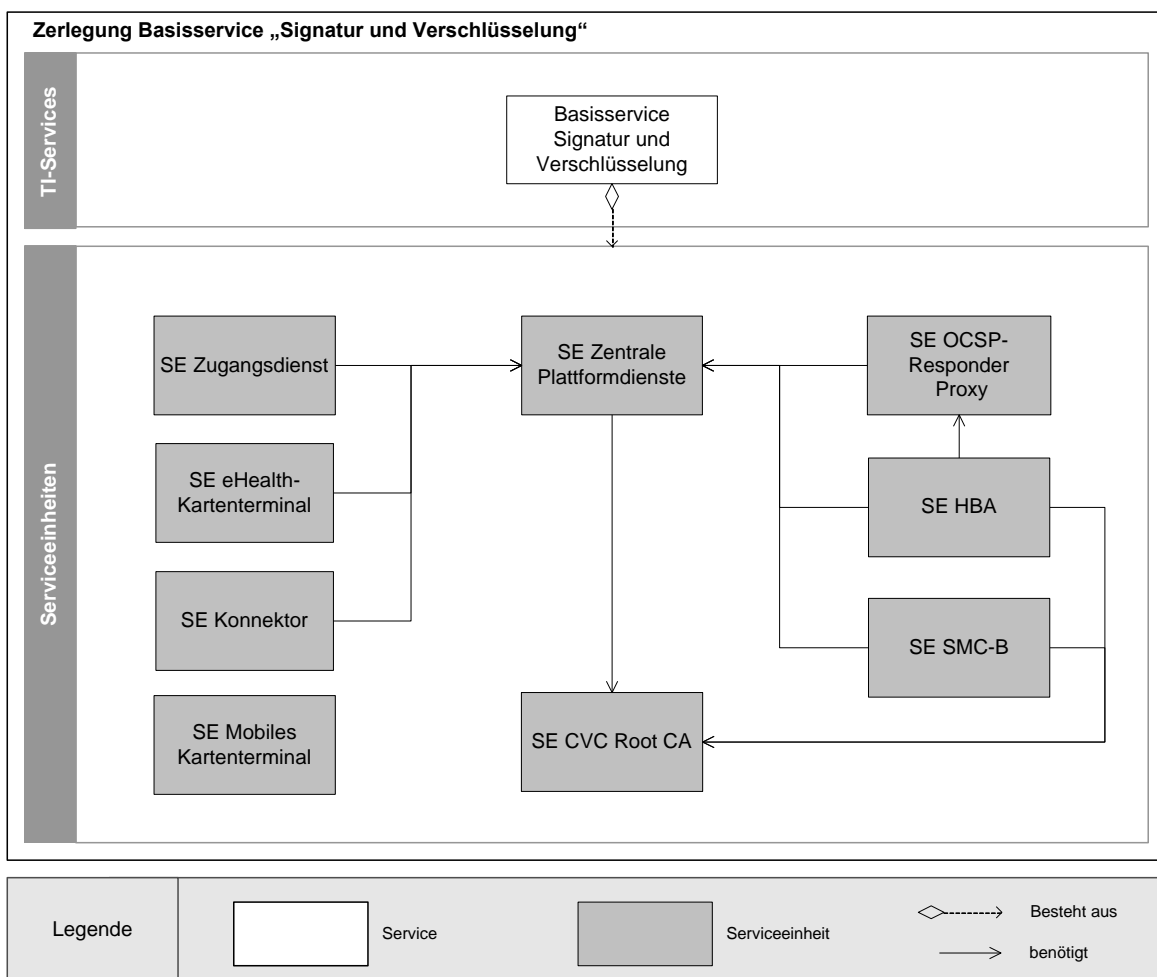 Zerlegung Basisservice „Signatur und Verschlüsselung“
TI-Services
Basisservice
Signatur und
Verschlüsselung
Serviceeinheiten
SE Zugangsdienst
SE Zentrale
Plattformdienste
SE OCSP-
Responder
Proxy
SE eHealth-
Kartenterminal
SE HBA
SE Konnektor
SE SMC-B
SE Mobiles
Kartenterminal
SE CVC Root CA
Legende
Service
Serviceeinheit
Besteht aus
benötigt